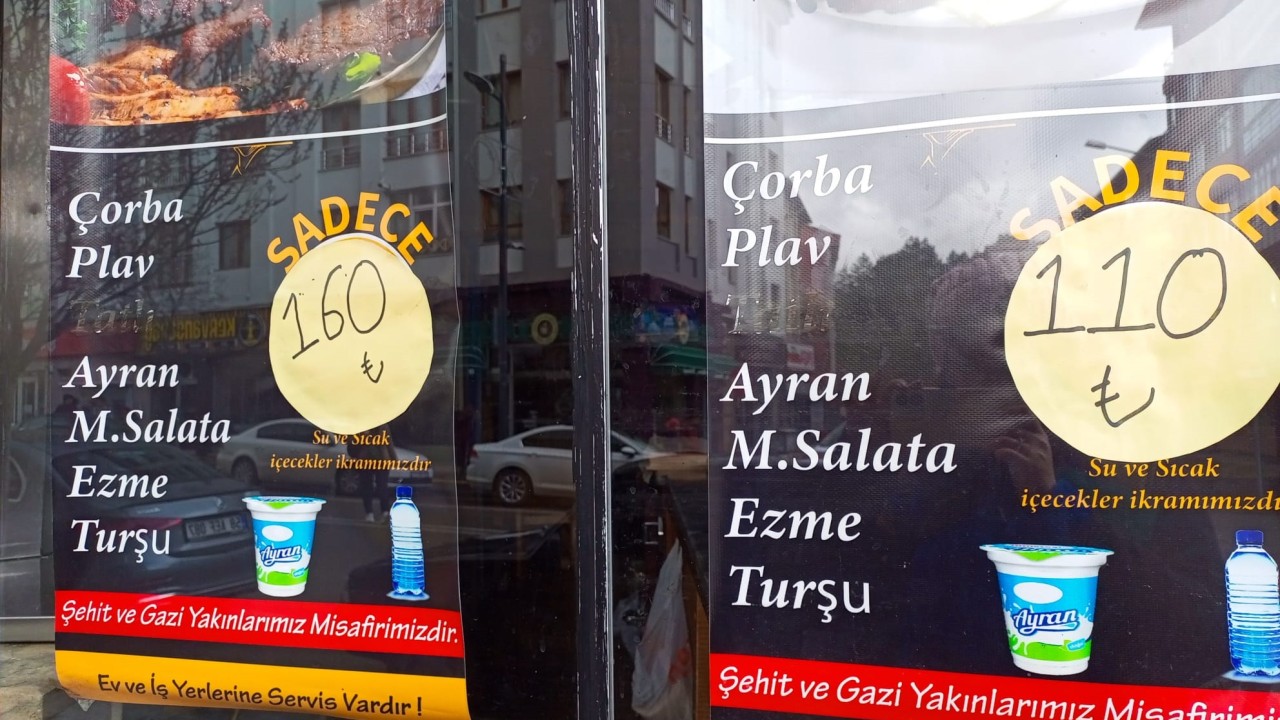 Çorba
Plav
SADECE
160
₺
Ayran
M.Salata
Su ve Sıcak
içecekler ikramımızdır
Ezme
Turşu
Ayran
Şehit ve Gazi Yakınlarımız Misafirimizdir.
Ev ve İş Yerlerine Servis Vardır !
Çorba
Plav
SADECE
110
₺
Ayran
M.Salata
Su ve Sıcak
içecekler ikramımızdı
Ezme
Turşu
Ayran
Şehit ve Gazi Yakınlarımız Misafirimi